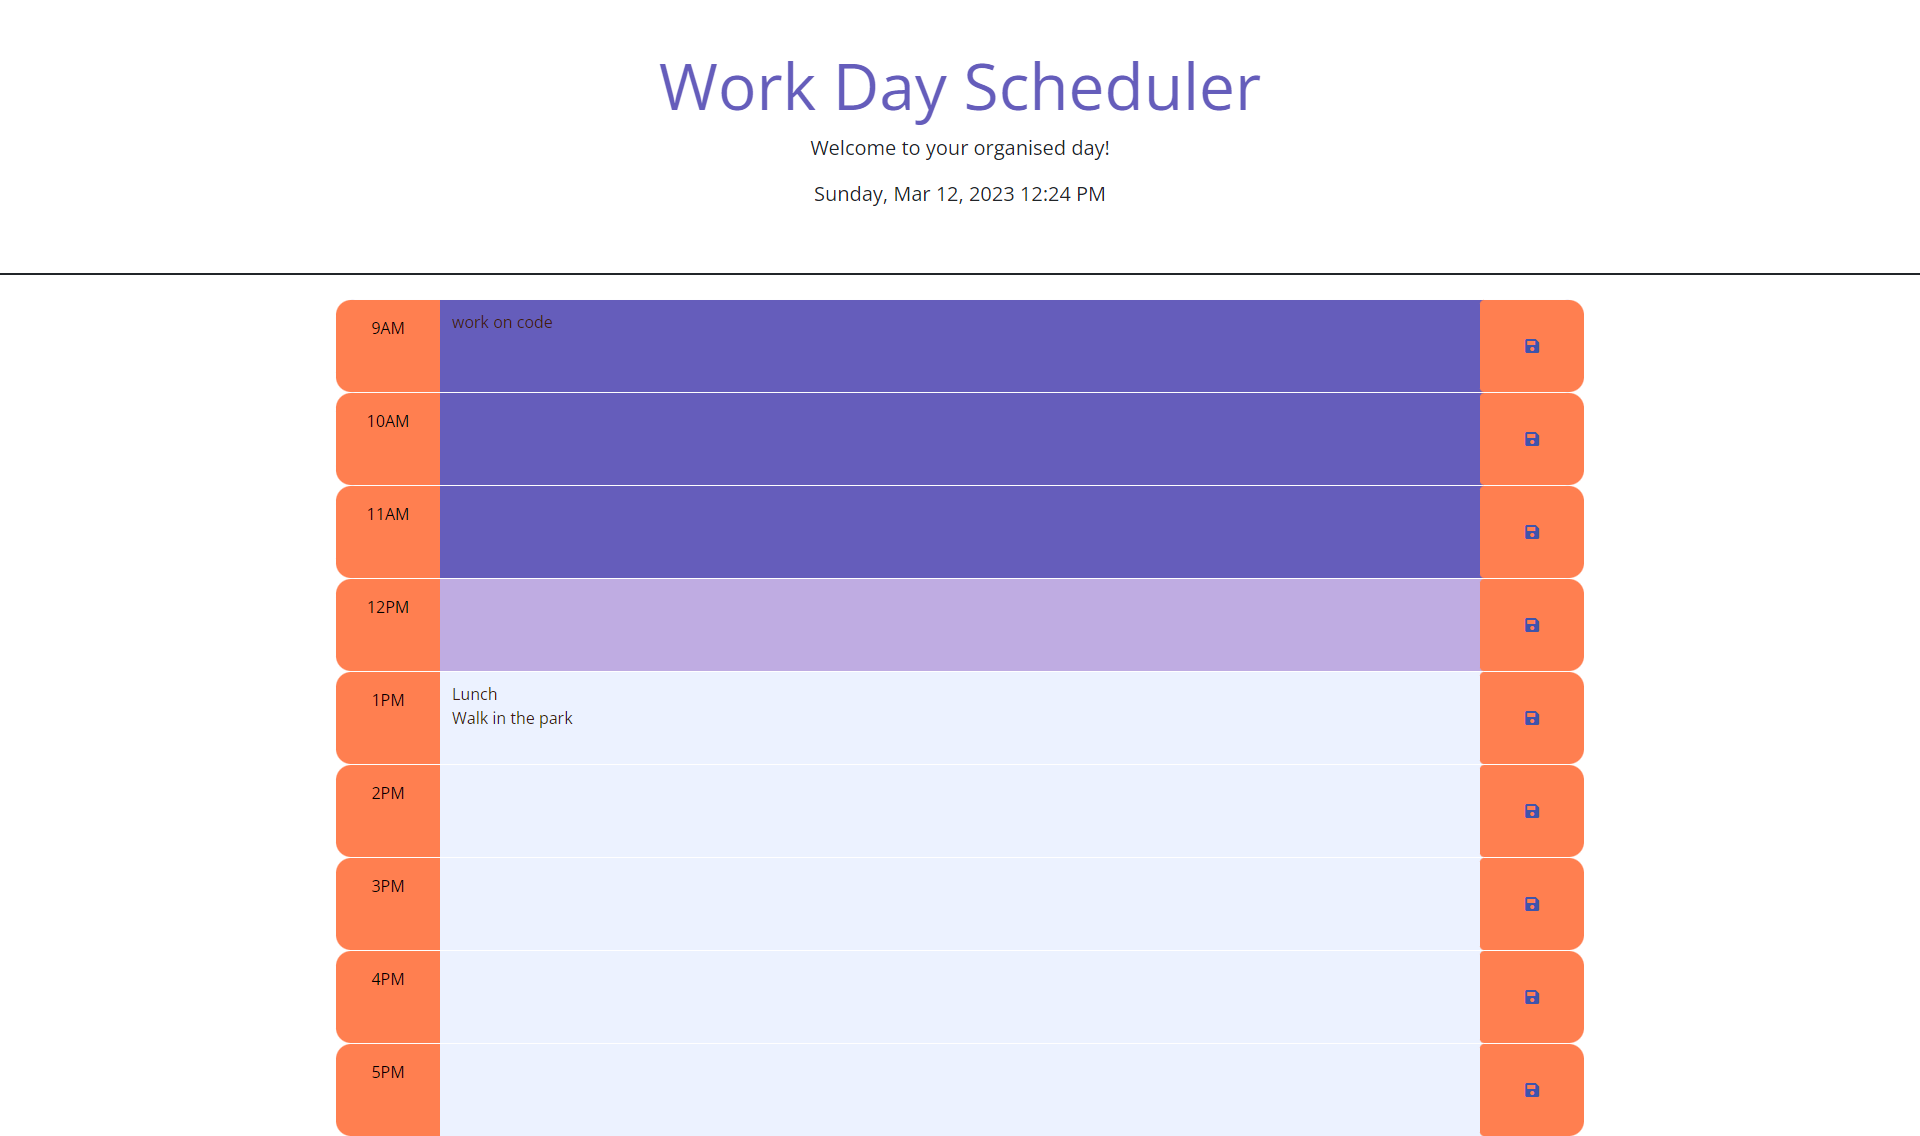 Work Day Scheduler
Welcome to your organised day!
Sunday, Mar 12, 2023 12:24 PM
9AM
work on code
10AM
11AM
12PM
1PM
Lunch
Walk in the park
2PM
3PM
4PM
5PM